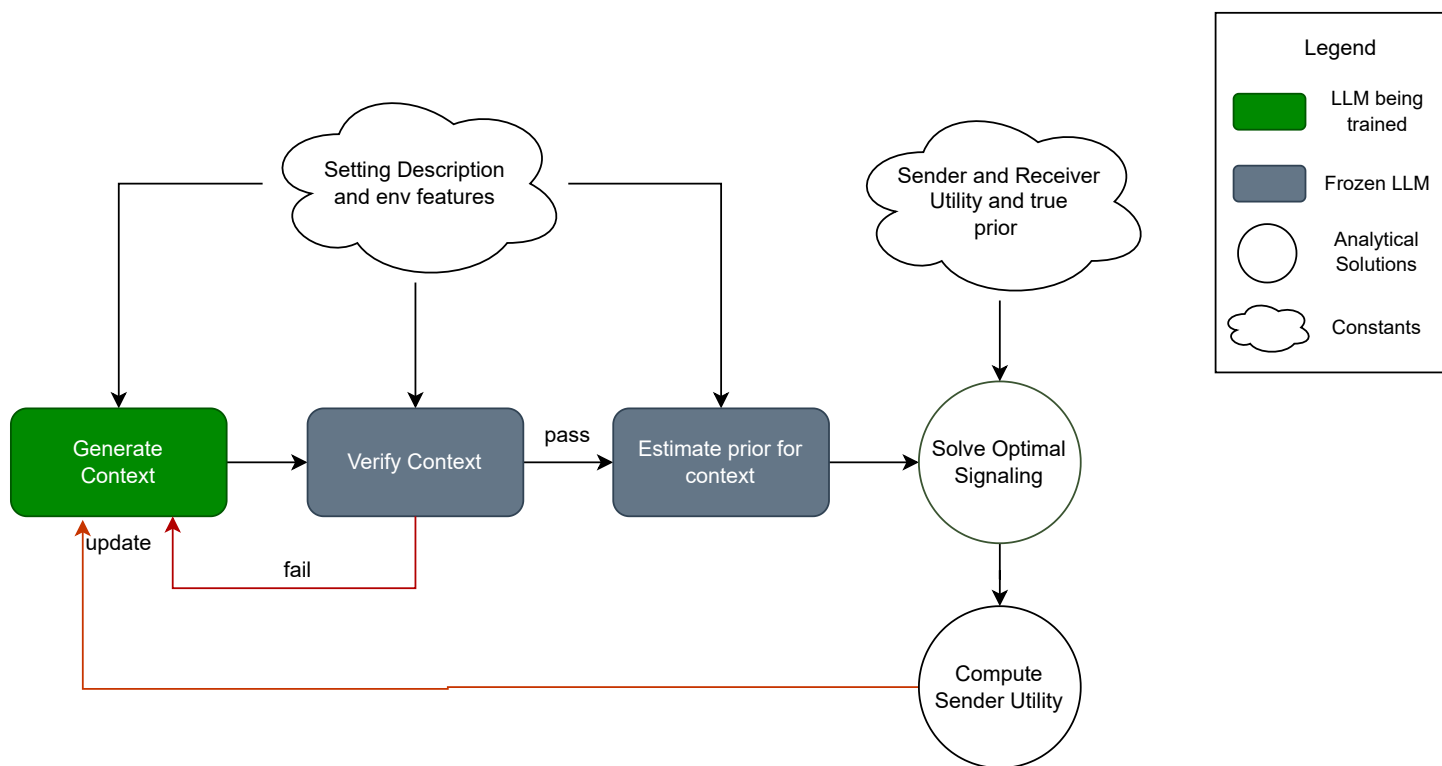 Legend
LLM being
trained
Frozen LLM
Analytical
Solutions
Constants
Setting Description
and env features
Sender and Receiver
Utility and true
prior
Generate
Context
Verify Context
pass
Estimate prior for
context
Solve Optimal
Signaling
update
fail
Compute
Sender Utility